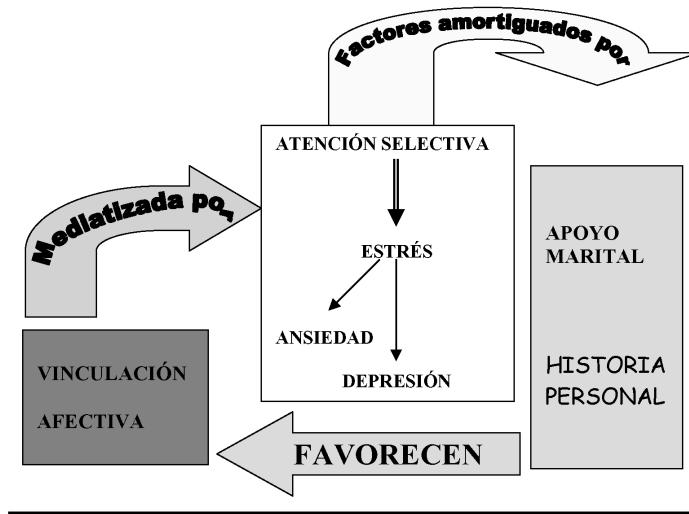 Factores amortiguados por
ATENCIÓN SELECTIVA
Mediatizada por
ESTRÉS
ANSIEDAD
DEPRESIÓN
APOYO
MARITAL
HISTORIA
PERSONAL
VINCULACIÓN
AFECTIVA
FAVORECEN